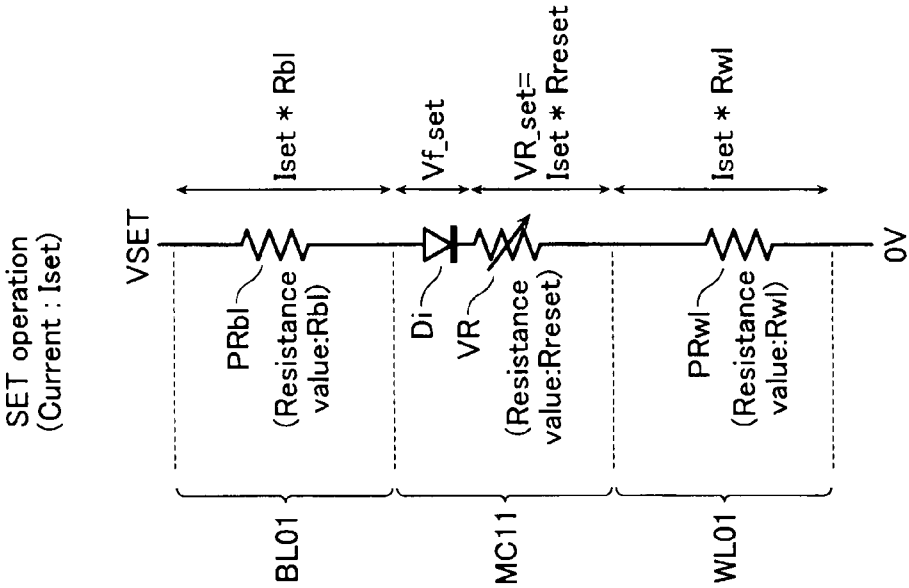 SET operation
(Current : Iset)
VSET
PRbl
(Resistance
value:Rbl)
Iset * Rbl
BL01
Di
VR
(Resistance
value:Rreset)
Vf_set
VR_set=
Iset * Rreset
MC11
PRwl
(Resistance
value:Rwl)
Iset * Rwl
WL01
0V